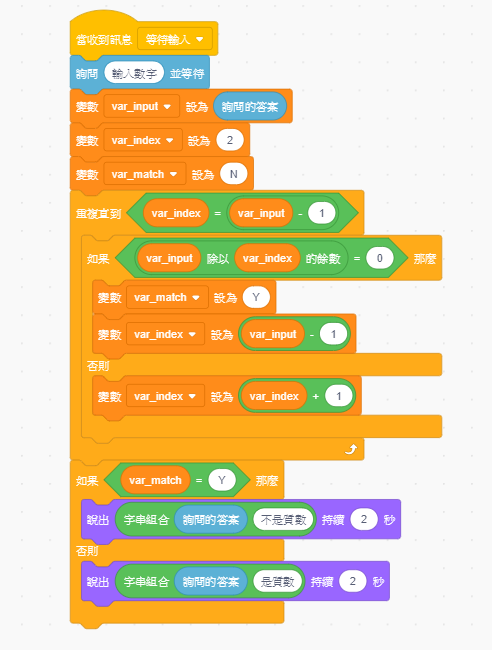 當收到訊息 等待輸入
詢問 輸入數字 並等待
變數 var_input 設為 詢問的答案
變數 var_index 設為 2
變數 var_match 設為 N
重複直到 var_index = var_input - 1
如果 var_input 除以 var_index 的餘數 = 0 那麼
變數 var_match 設為 Y
變數 var_index 設為 var_input - 1
否則
變數 var_index 設為 var_index + 1
如果 var_match = Y 那麼
說出 字串組合 詢問的答案 不是質數 持續 2 秒
否則
說出 字串組合 詢問的答案 是質數 持續 2 秒